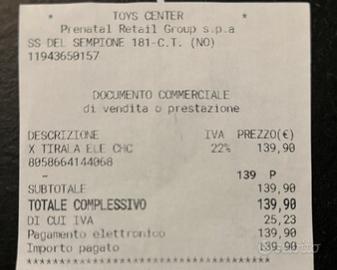 * TOYS CENTER *
Prenatal Retail Group s.p.a
SS DEL SEMPIONE 181-C.T. (NO)
11943650157
DOCUMENTO COMMERCIALE
di vendita o prestazione
DESCRIZIONE IVA PREZZO(€)
X TIRALA ELE CHC 22% 139,90
8058664144068
- 139 P
SUBTOTALE 139,90
TOTALE COMPLESSIVO 139,90
DI CUI IVA 25,23
Pagamento elettronico 139,90
Importo pagato 139,90